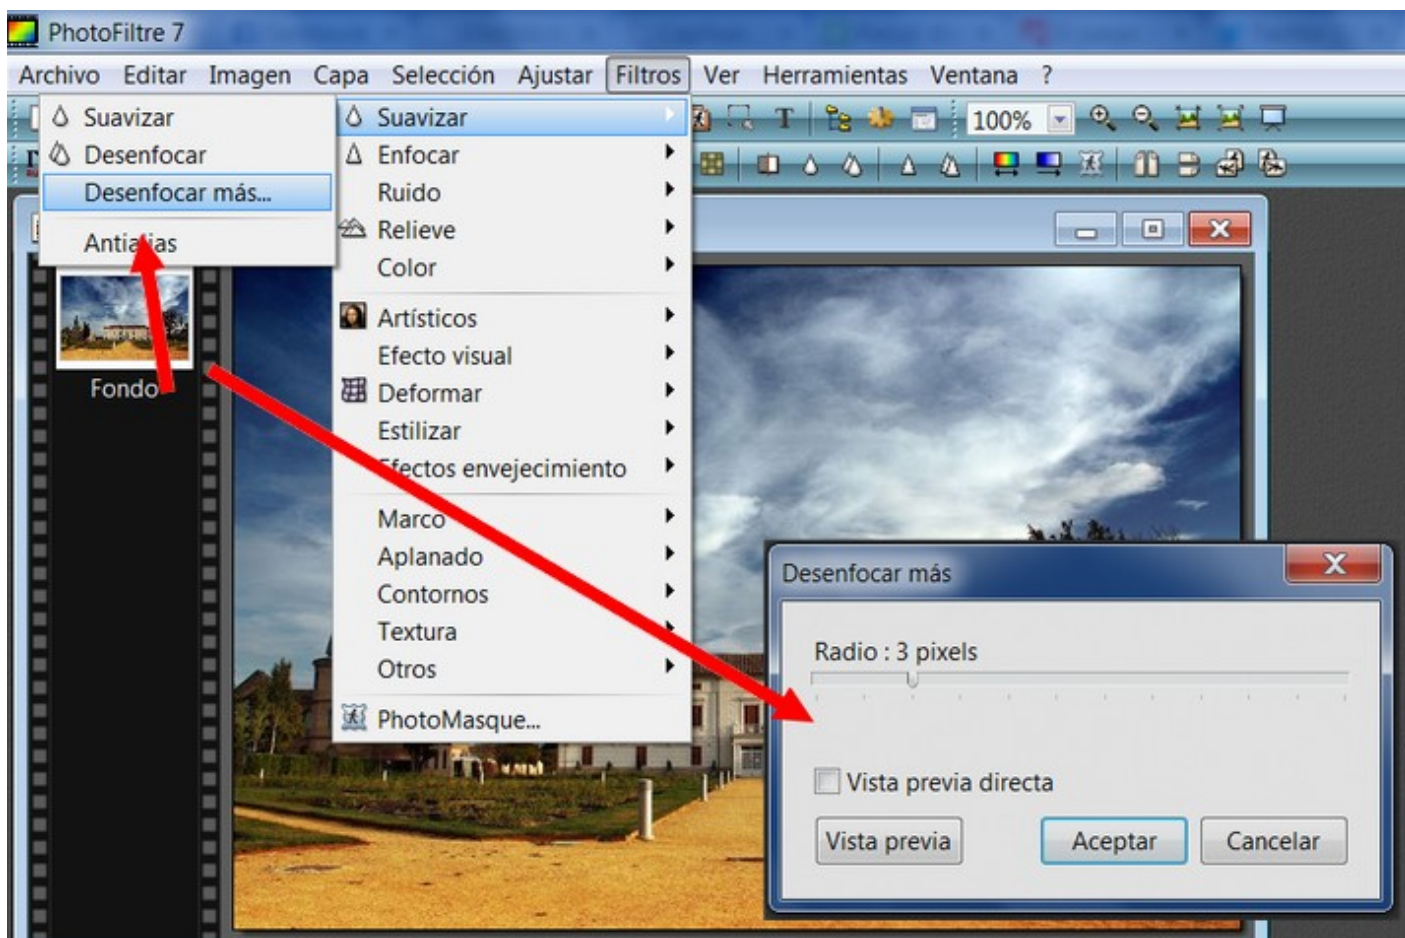 PhotoFiltre 7
Archivo Editar Imagen Capa Selección Ajustar Filtros Ver Herramientas Ventana ?
100%
Suavizar
Desenfocar
Desenfocar más...
Antialias
Suavizar
Enfocar
Ruido
Relieve
Color
Artísticos
Efecto visual
Deformar
Estilizar
Efectos envejecimiento
Marco
Aplanado
Contornos
Textura
Otros
PhotoMasque...
Fondo
Desenfocar más
Radio : 3 pixels
Vista previa directa
Vista previa Aceptar Cancelar